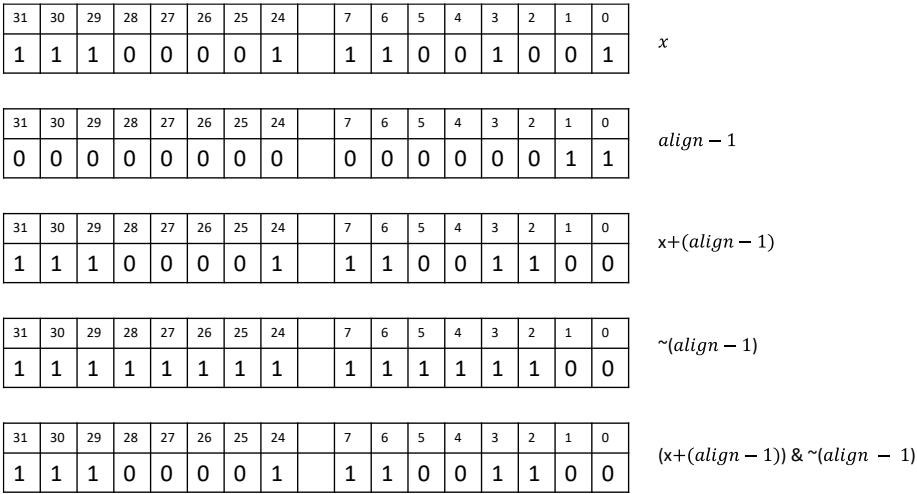 31 30 29 28 27 26 25 24 7 6 5 4 3 2 1 0
1 1 1 0 0 0 0 1 1 1 0 0 1 0 0 1
x
31 30 29 28 27 26 25 24 7 6 5 4 3 2 1 0
0 0 0 0 0 0 0 0 0 0 0 0 0 0 1 1
align − 1
31 30 29 28 27 26 25 24 7 6 5 4 3 2 1 0
1 1 1 0 0 0 0 1 1 1 0 0 1 1 0 0
x+(align − 1)
31 30 29 28 27 26 25 24 7 6 5 4 3 2 1 0
1 1 1 1 1 1 1 1 1 1 1 1 1 1 0 0
~(align − 1)
31 30 29 28 27 26 25 24 7 6 5 4 3 2 1 0
1 1 1 0 0 0 0 1 1 1 0 0 1 1 0 0
(x+(align − 1)) & ~(align − 1)